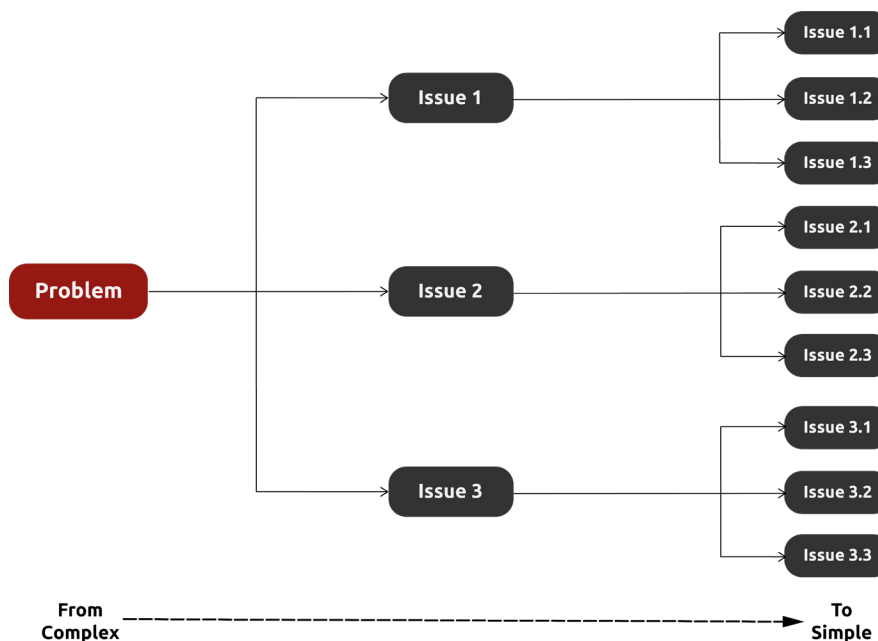 Issue 1.1
Issue 1
Issue 1.2
Issue 1.3
Issue 2.1
Problem
Issue 2
Issue 2.2
Issue 2.3
Issue 3.1
Issue 3
Issue 3.2
Issue 3.3
From
Complex
To
Simple